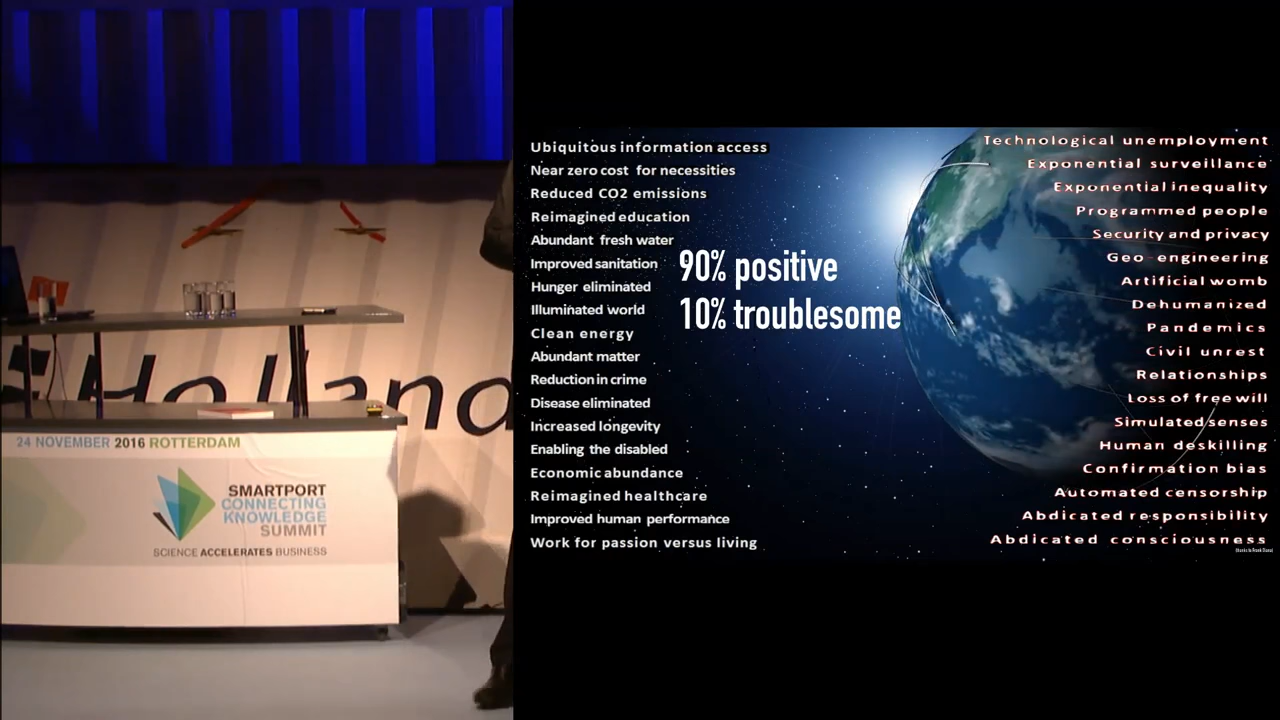 Holland
24 NOVEMBER 2016 ROTTERDAM
SMARTPORT
CONNECTING
KNOWLEDGE
SUMMIT
SCIENCE ACCELERATES BUSINESS
Ubiquitous information access
Near zero cost for necessities
Reduced CO2 emissions
Reimagined education
Abundant fresh water
Improved sanitation
Hunger eliminated
Illuminated world
Clean energy
Abundant matter
Reduction in crime
Disease eliminated
Increased longevity
Enabling the disabled
Economic abundance
Reimagined healthcare
Improved human performance
Work for passion versus living
90% positive
10% troublesome
Technological unemployment
Exponential surveillance
Exponential inequality
Programmed people
Security and privacy
Geo-engineering
Artificial womb
Dehumanized
Pandemics
Civil unrest
Relationships
Loss of free will
Simulated senses
Human deskilling
Confirmation bias
Automated censorship
Abdicated responsibility
Abdicated consciousness